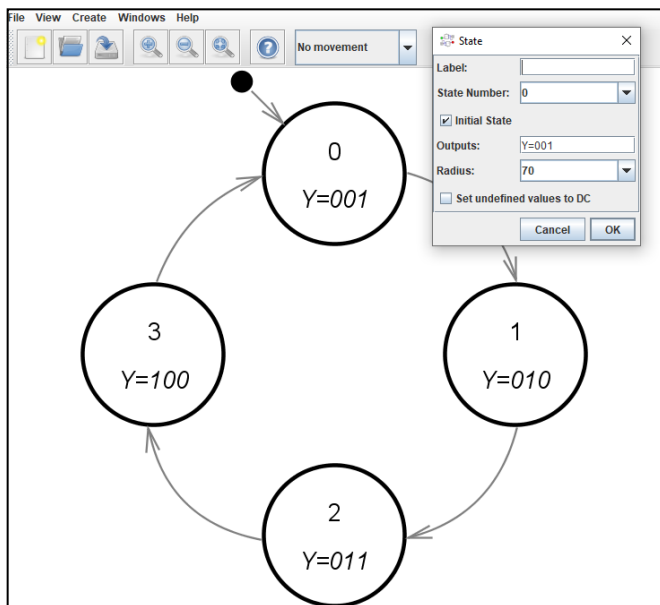 File View Create Windows Help
No movement
State
Label:
State Number: 0
Initial State
Outputs: Y=001
Radius: 70
Set undefined values to DC
Cancel OK
0
Y=001
3
Y=100
1
Y=010
2
Y=011